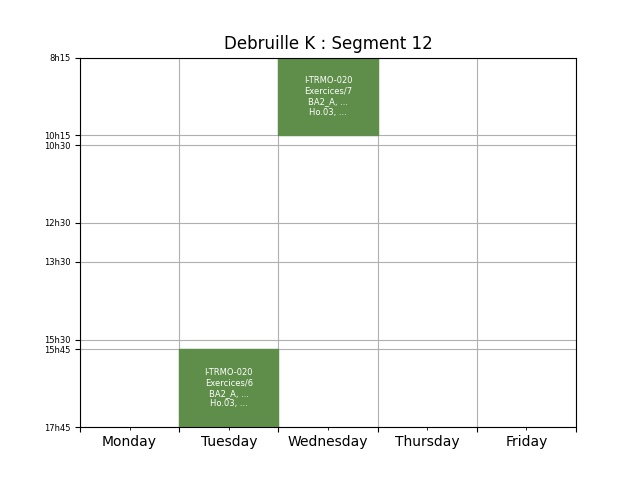 Debruille K : Segment 12
8h15
I-TRMO-020
Exercices/7
BA2_A, ...
Ho.03, ...
10h15
10h30
12h30
13h30
15h30
15h45
I-TRMO-020
Exercices/6
BA2_A, ...
Ho.03, ...
17h45
Monday Tuesday Wednesday Thursday Friday